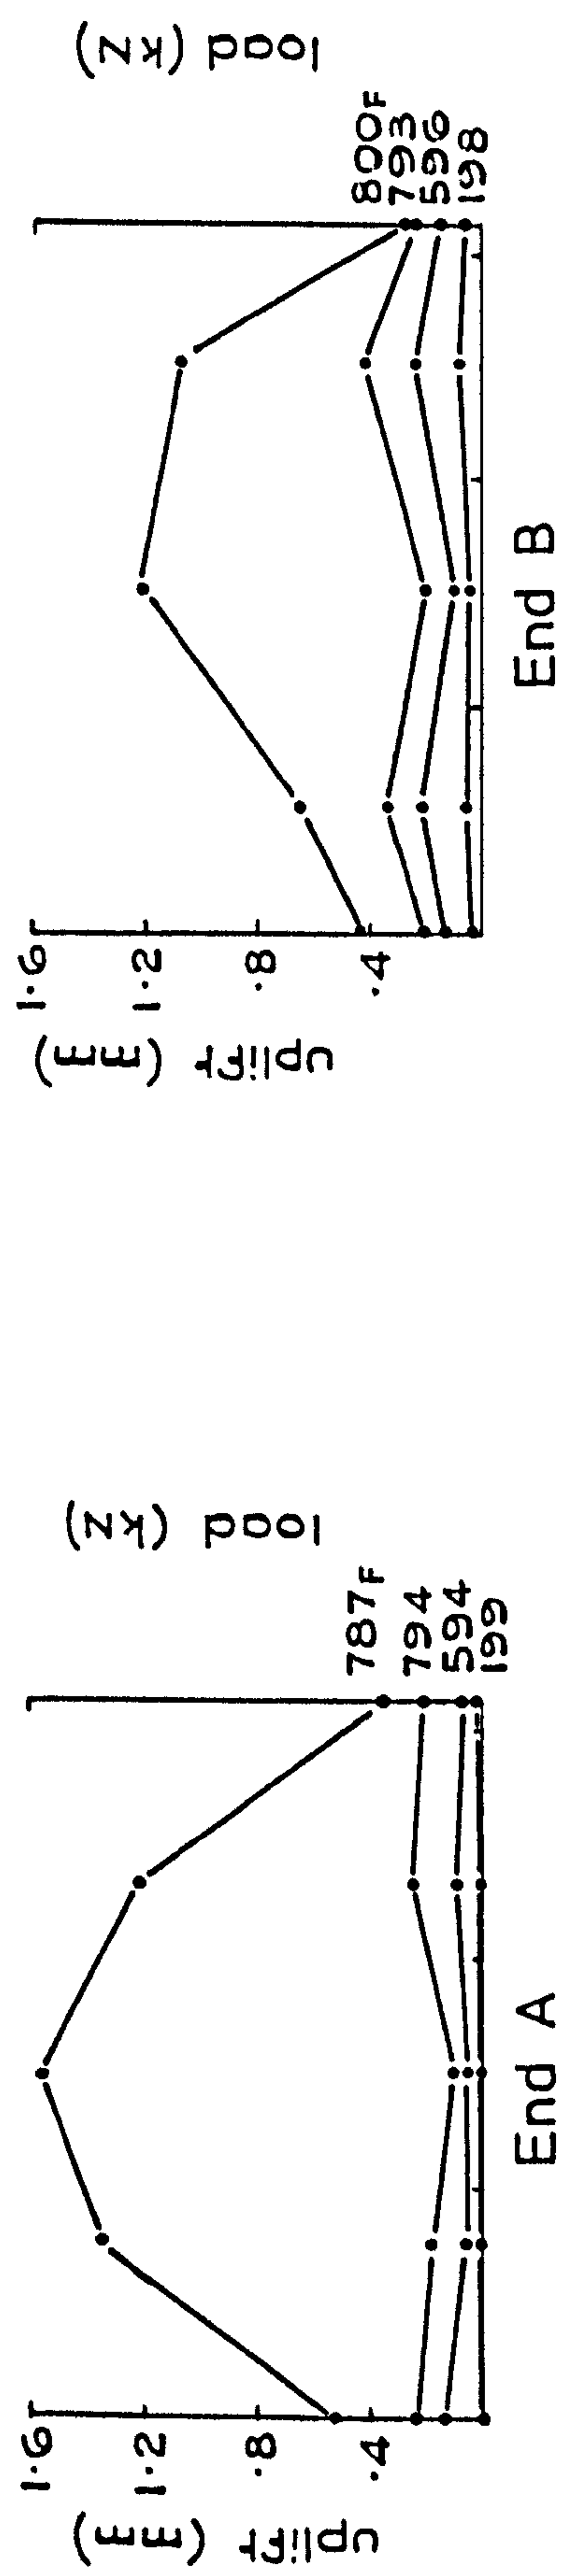 uplift (mm)
1.6
1.2
.8
.4
load (kN)
787F
794
594
199
End A
uplift (mm)
1.6
1.2
.8
.4
load (kN)
800F
793
596
198
End B